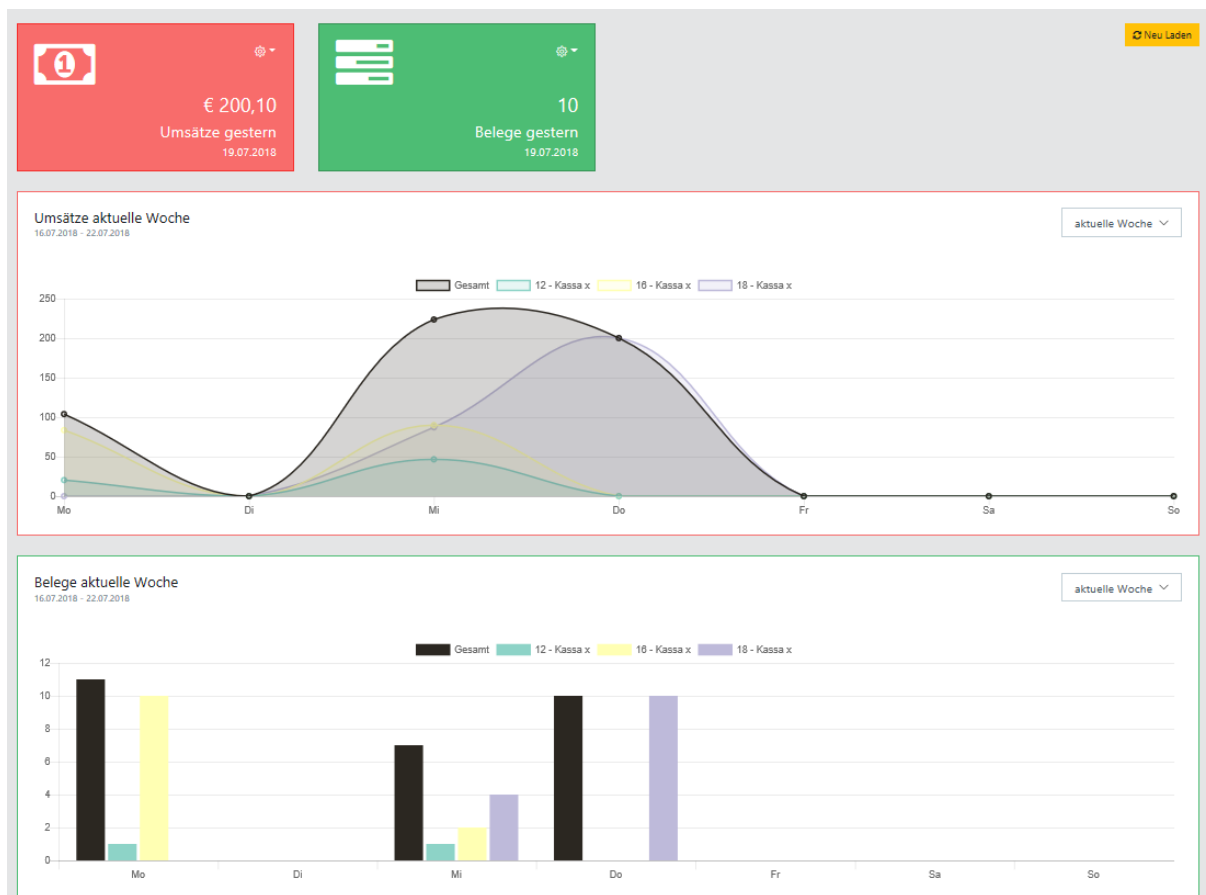 1
€ 200,10
Umsätze gestern
19.07.2018
10
Belege gestern
19.07.2018
Neu Laden
Umsätze aktuelle Woche
16.07.2018 - 22.07.2018
aktuelle Woche
Gesamt 12 - Kassa x 16 - Kassa x 18 - Kassa x
250
200
150
100
50
0
Mo Di Mi Do Fr Sa So
Belege aktuelle Woche
16.07.2018 - 22.07.2018
aktuelle Woche
Gesamt 12 - Kassa x 16 - Kassa x 18 - Kassa x
12
10
8
6
4
2
0
Mo Di Mi Do Fr Sa So